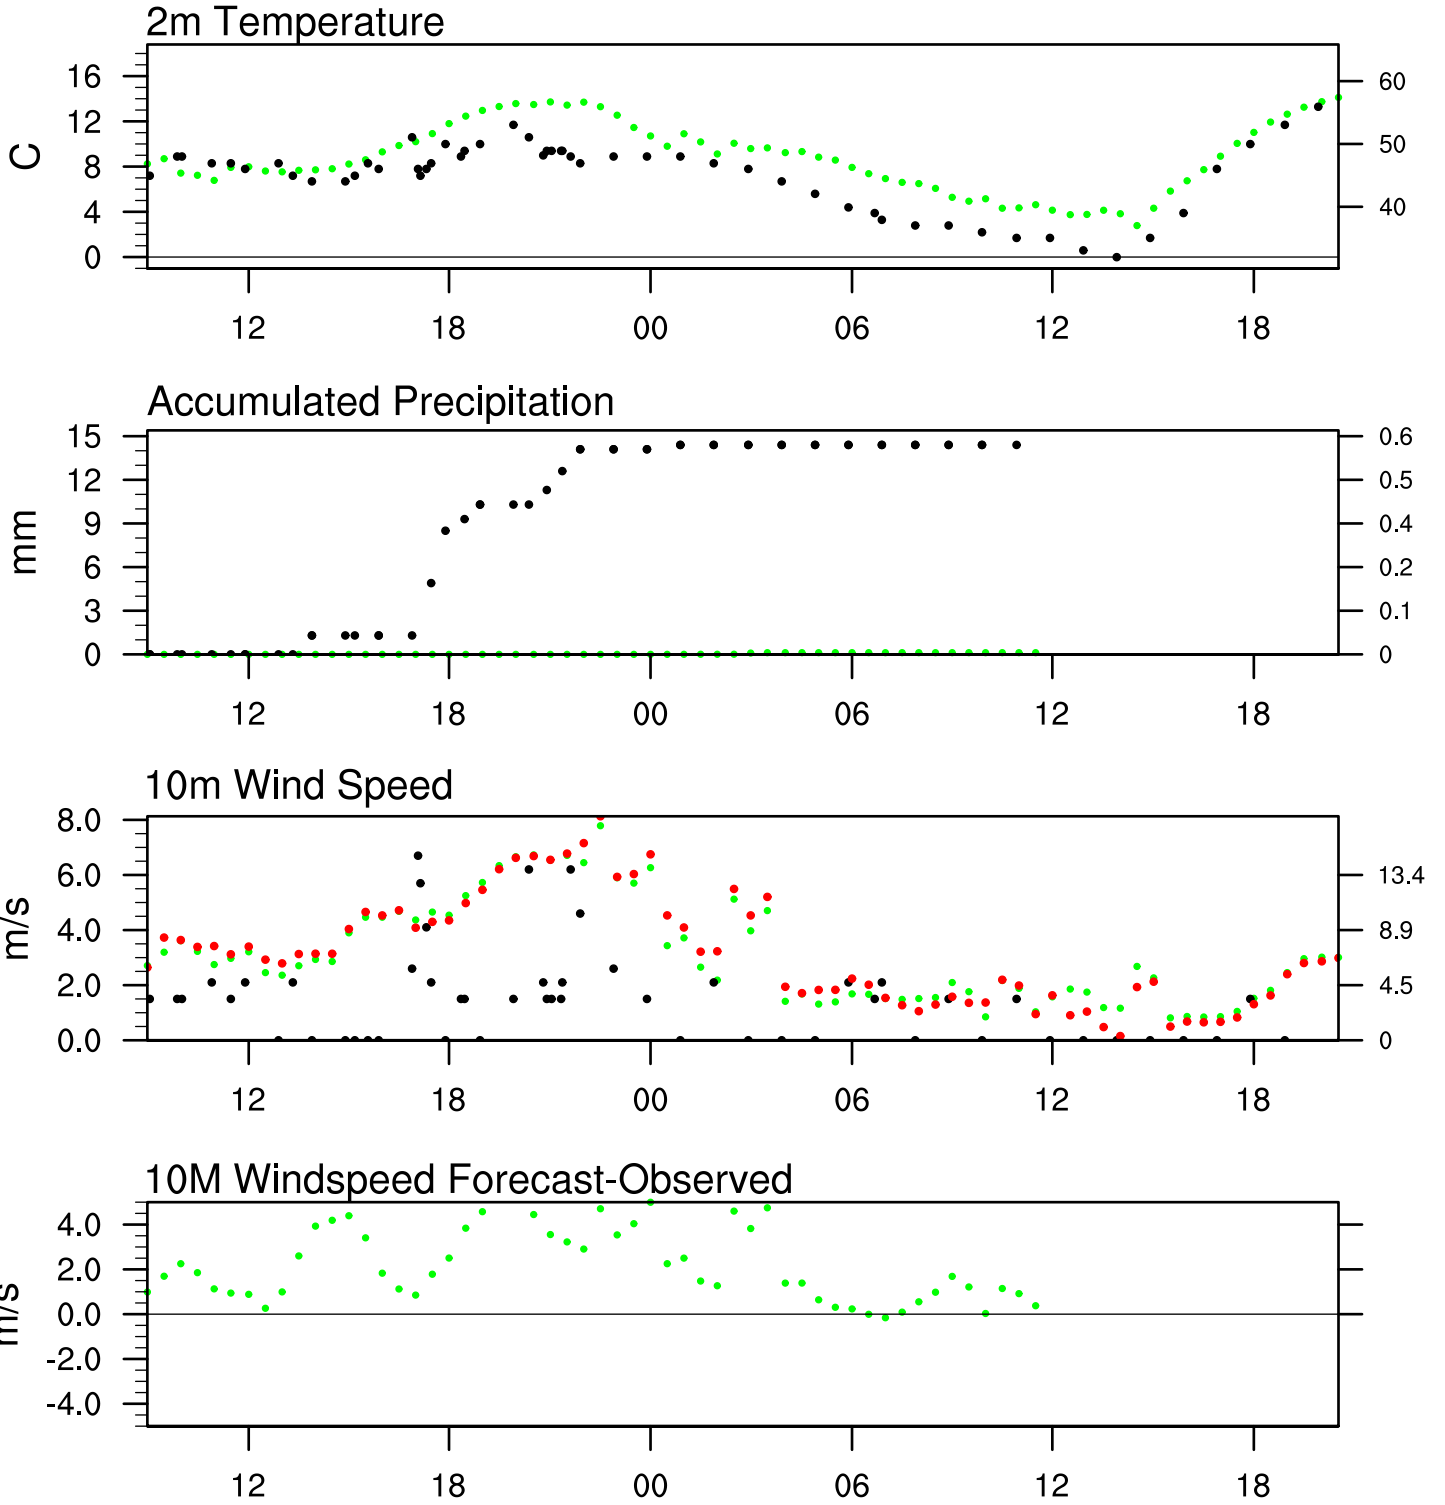 2m Temperature
16
12
8
4
0
C
60
50
40
12 18 00 06 12 18
Accumulated Precipitation
15
12
9
6
3
0
mm
0.6
0.5
0.4
0.2
0.1
0
12 18 00 06 12 18
10m Wind Speed
8.0
6.0
4.0
2.0
0.0
m/s
13.4
8.9
4.5
0
12 18 00 06 12 18
10M Windspeed Forecast-Observed
4.0
2.0
0.0
-2.0
-4.0
m/s
12 18 00 06 12 18